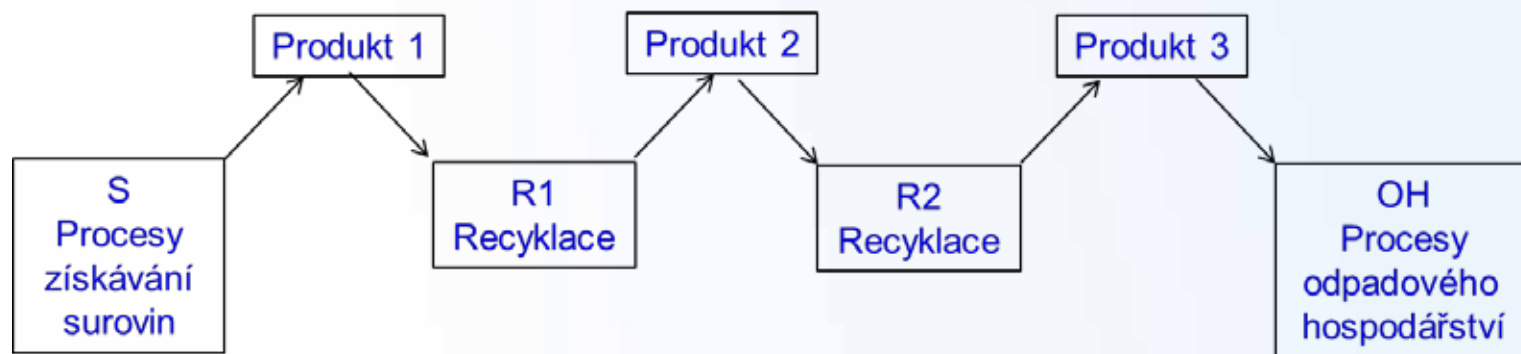 Produkt 1
Produkt 2
Produkt 3
S
Procesy
získávání
surovin
R1
Recyklace
R2
Recyklace
OH
Procesy
odpadového
hospodářství